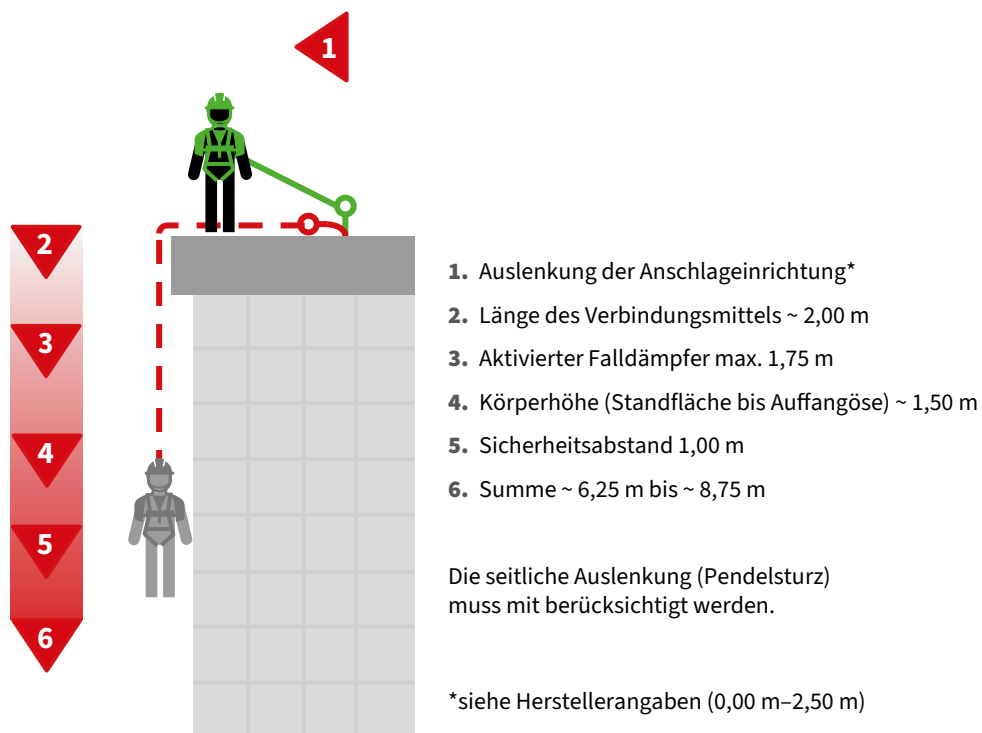 1
2
3
4
5
6
1. Auslenkung der Anschlageinrichtung*
2. Länge des Verbindungsmittels ~ 2,00 m
3. Aktivierter Falldämpfer max. 1,75 m
4. Körperhöhe (Standfläche bis Auffangöse) ~ 1,50 m
5. Sicherheitsabstand 1,00 m
6. Summe ~ 6,25 m bis ~ 8,75 m
Die seitliche Auslenkung (Pendelsturz)
muss mit berücksichtigt werden.
*siehe Herstellerangaben (0,00 m–2,50 m)